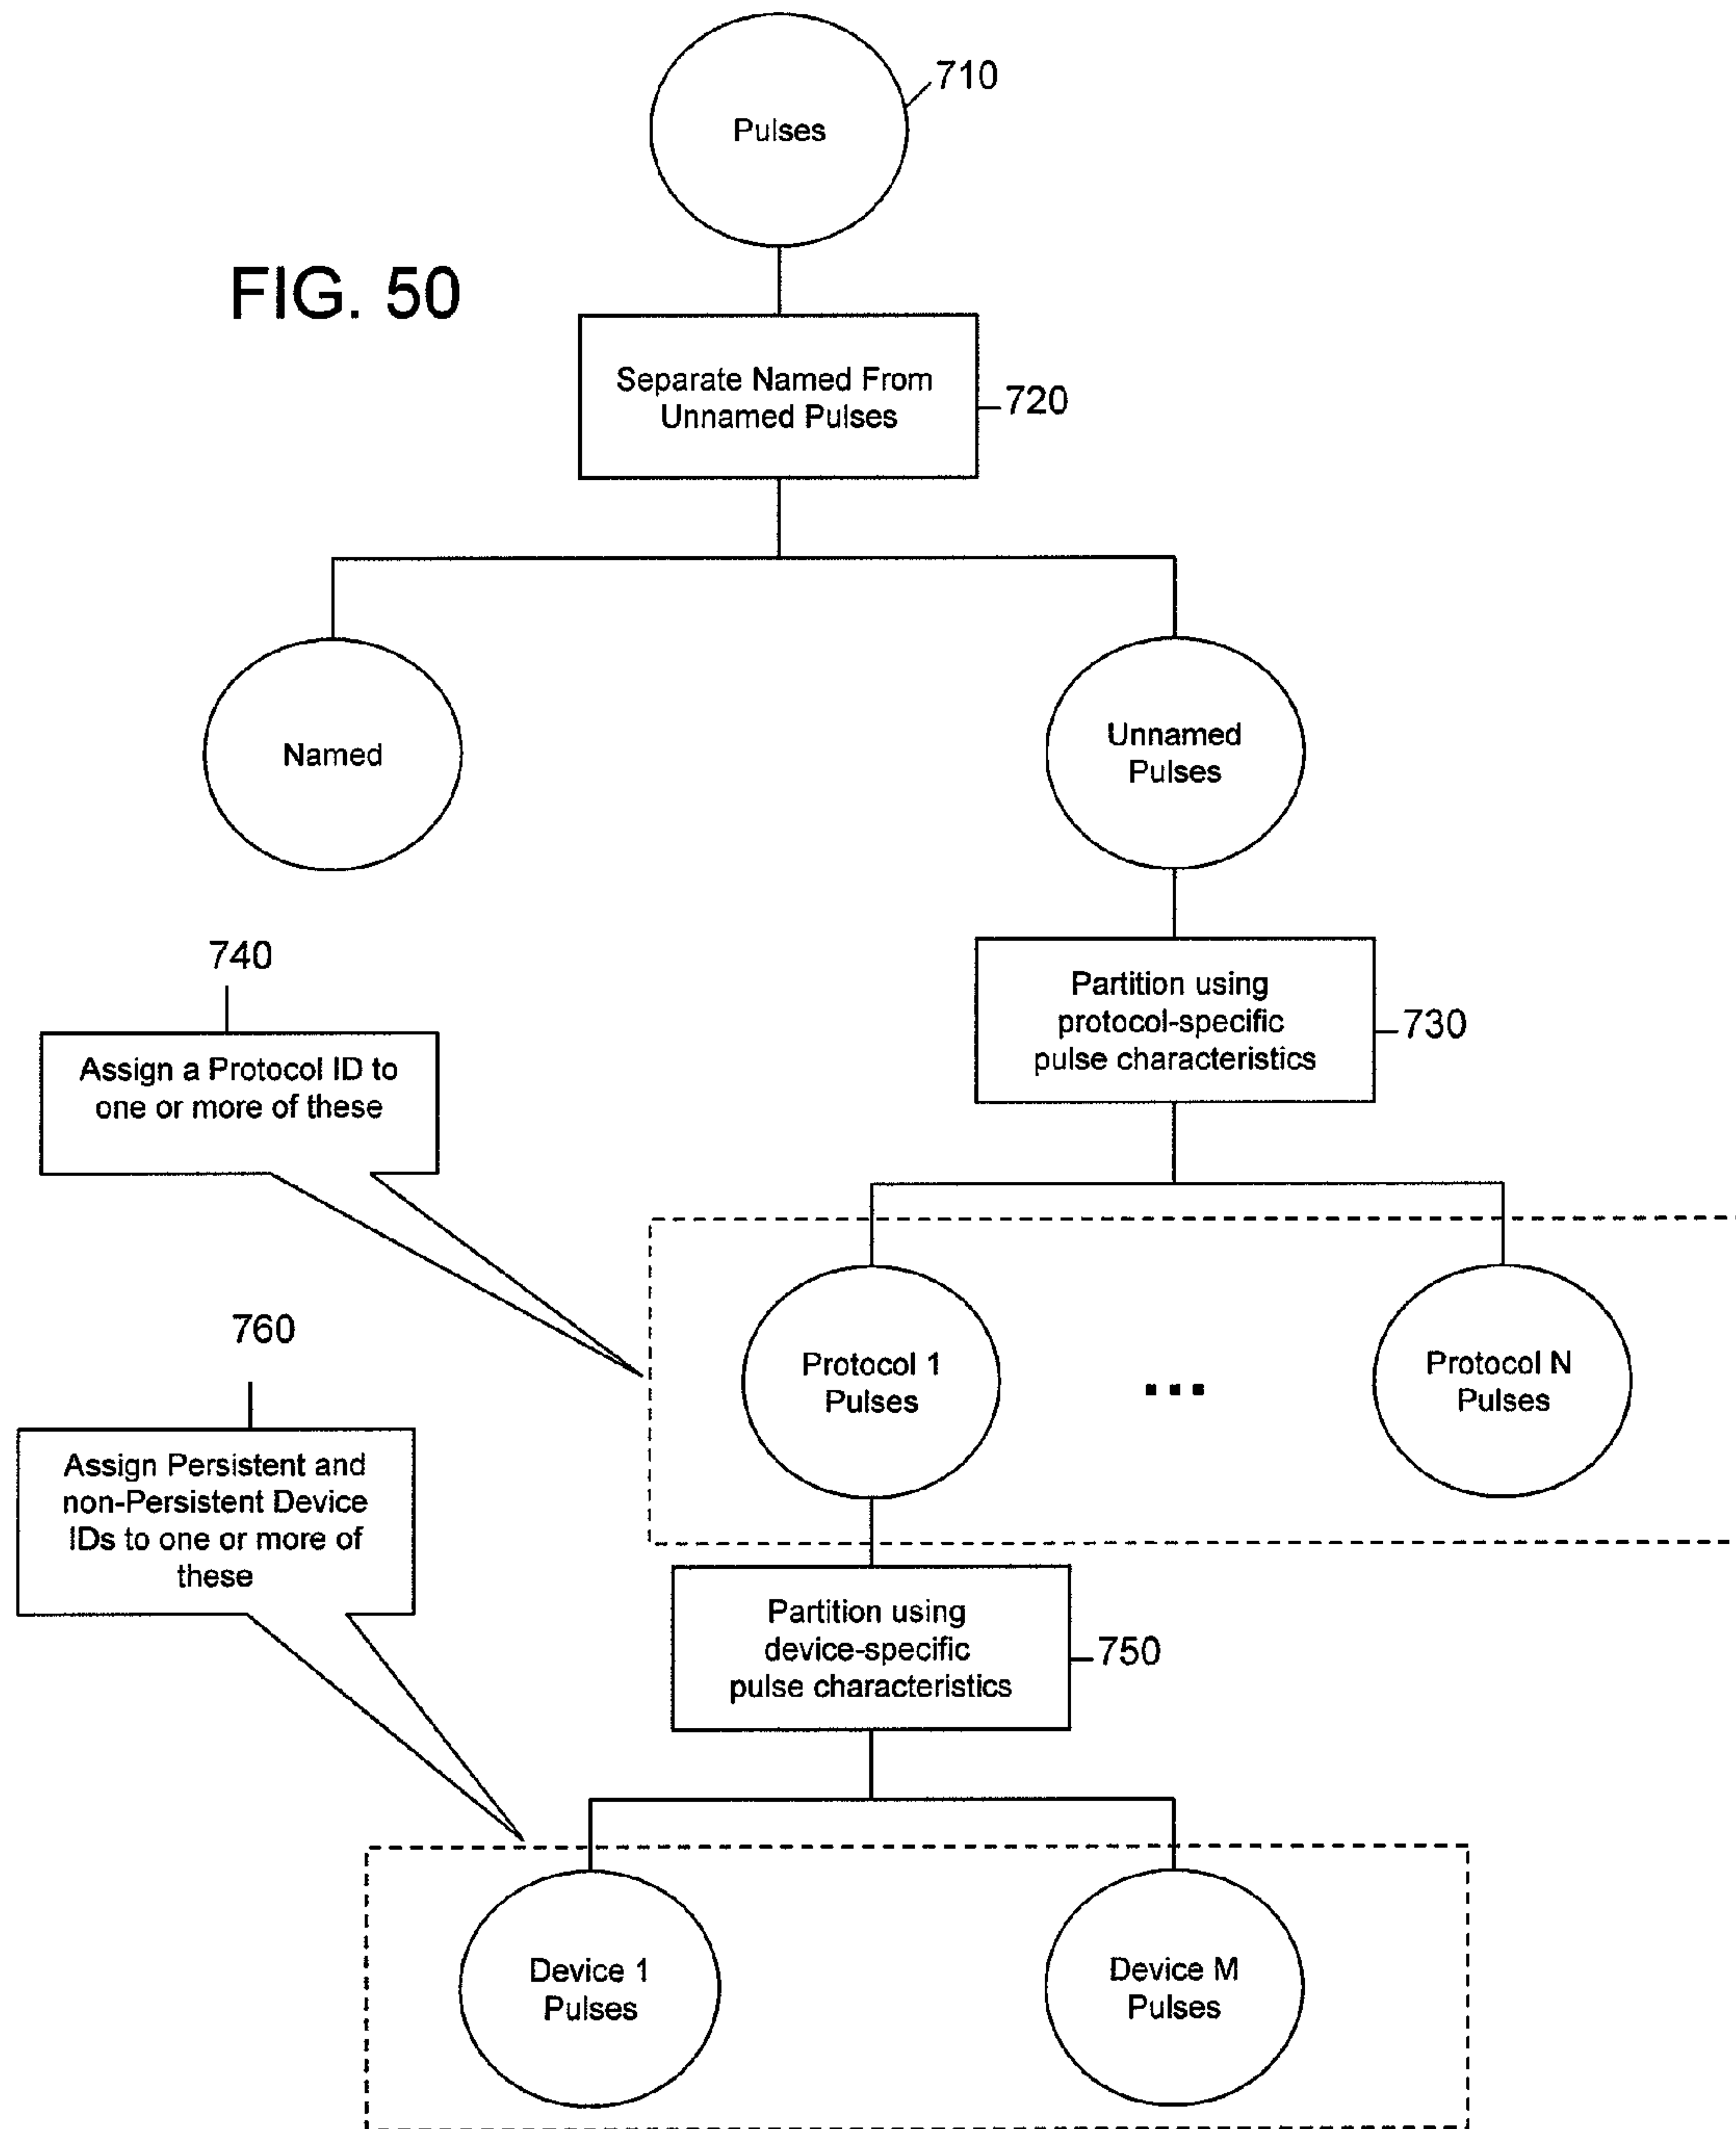 710
Pulses
FIG. 50
Separate Named From
Unnamed Pulses
720
Named
Unnamed
Pulses
740
Assign a Protocol ID to
one or more of these
Partition using
protocol-specific
pulse characteristics
730
760
Assign Persistent and
non-Persistent Device
IDs to one or more of
these
Protocol 1
Pulses
...
Protocol N
Pulses
Partition using
device-specific
pulse characteristics
750
Device 1
Pulses
Device M
Pulses